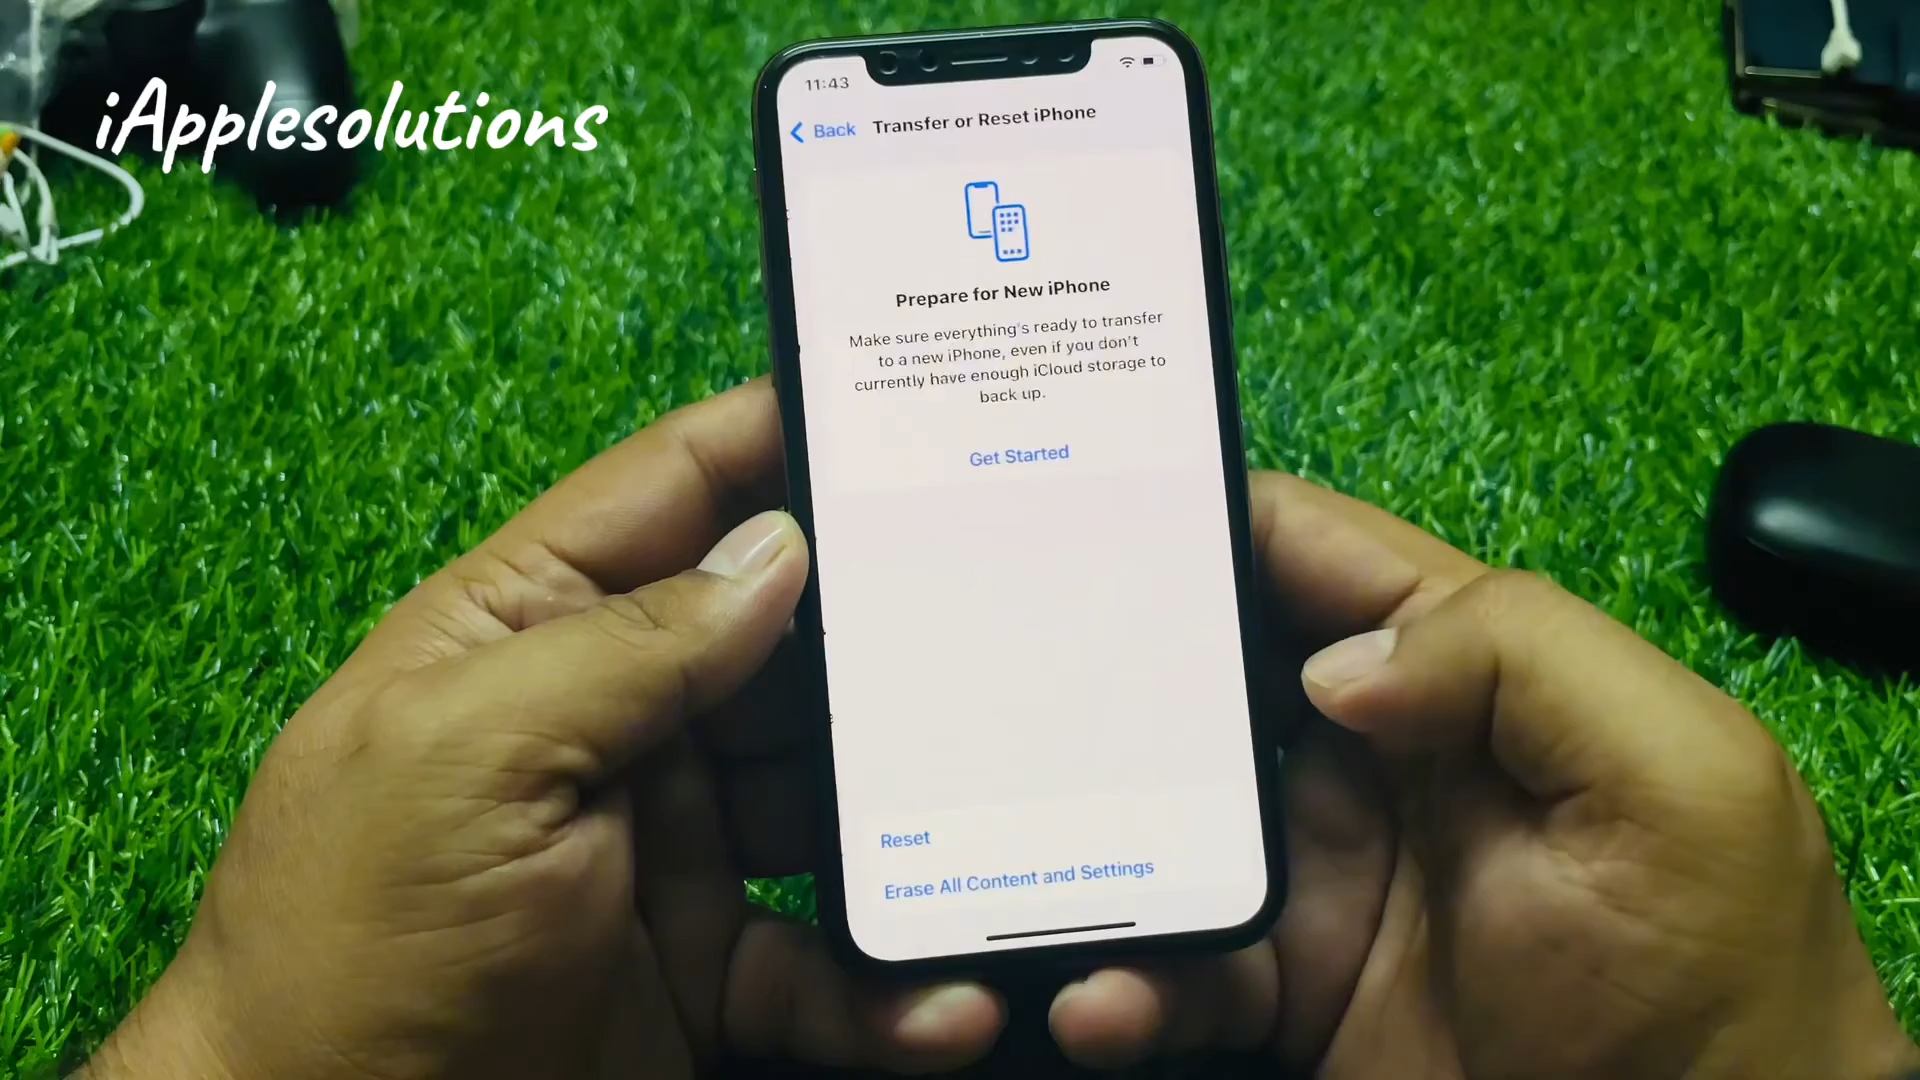 iApplesolutions
11:43
Back Transfer or Reset iPhone
Prepare for New iPhone
Make sure everything's ready to transfer
to a new iPhone, even if you don't
currently have enough iCloud storage to
back up.
Get Started
Reset
Erase All Content and Settings